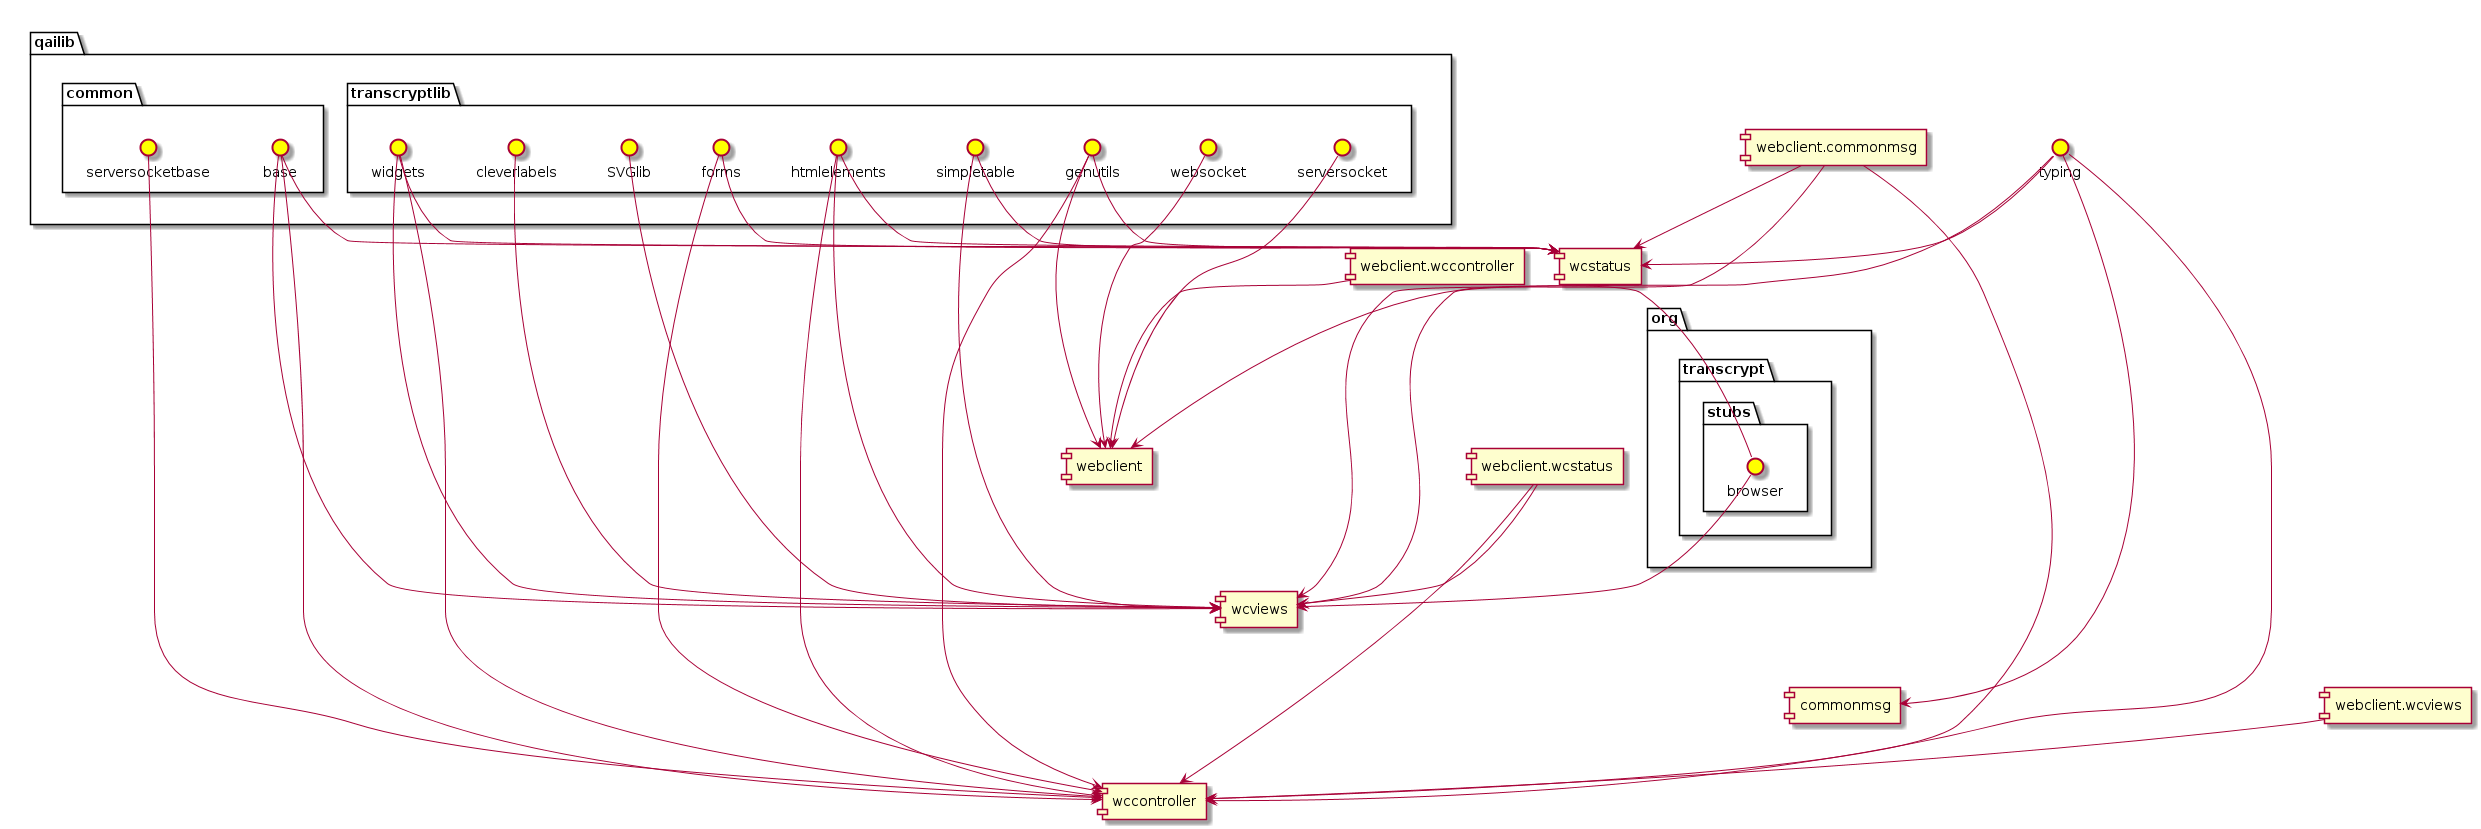 qailib
common
transcryptlib
serversocketbase
base
widgets
cleverlabels
SVGlib
forms
htmlelements
simpletable
genutils
websocket
serversocket
webclient.commonmsg
typing
webclient.wccontroller
wcstatus
org
transcrypt
stubs
browser
webclient
webclient.wcstatus
wcviews
commonmsg
webclient.wcviews
wccontroller